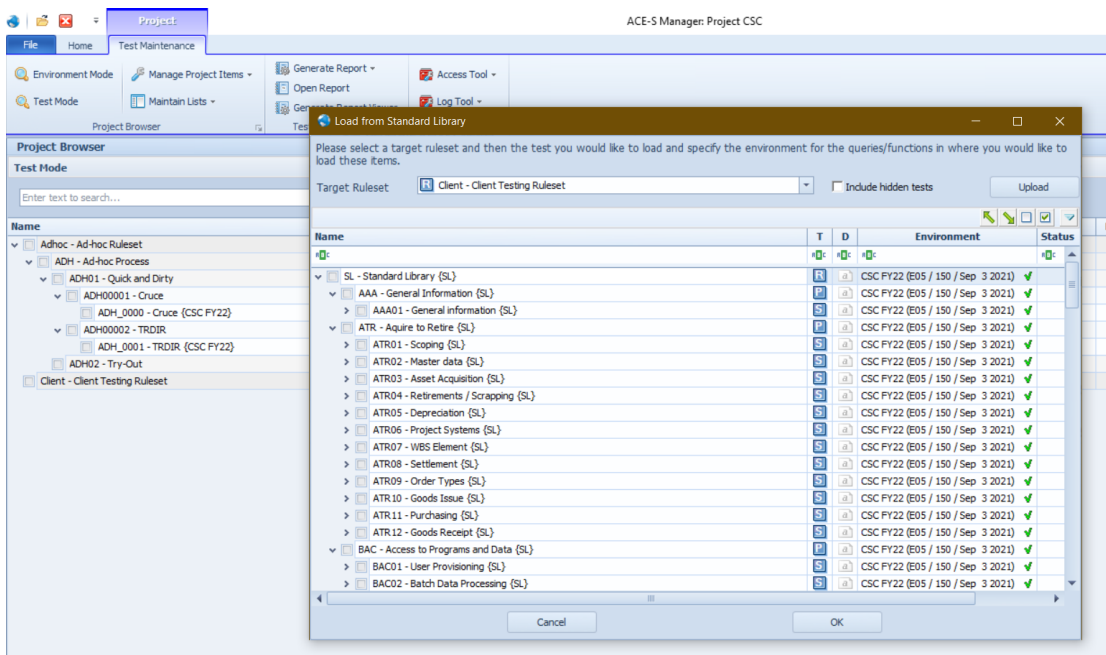 Project
ACE-S Manager: Project CSC
File Home Test Maintenance
Environment Mode Manage Project Items Generate Report Access Tool
Open Report
Test Mode Maintain Lists Log Tool
Project Browser
Load from Standard Library
Please select a target ruleset and then the test you would like to load and specify the environment for the queries/functions in where you would like to
load these items.
Target Ruleset R Client - Client Testing Ruleset Include hidden tests Upload
Name T D Environment Status
SL - Standard Library {SL} R a CSC FY22 (E05 / 150 / Sep 3 2021)
AAA - General Information {SL} P a CSC FY22 (E05 / 150 / Sep 3 2021)
AAA01 - General information {SL} S a CSC FY22 (E05 / 150 / Sep 3 2021)
ATR - Aquire to Retire {SL} P a CSC FY22 (E05 / 150 / Sep 3 2021)
ATR01 - Scoping {SL} S a CSC FY22 (E05 / 150 / Sep 3 2021)
ATR02 - Master data {SL} S a CSC FY22 (E05 / 150 / Sep 3 2021)
ATR03 - Asset Acquisition {SL} S a CSC FY22 (E05 / 150 / Sep 3 2021)
ATR04 - Retirements / Scrapping {SL} S a CSC FY22 (E05 / 150 / Sep 3 2021)
ATR05 - Depreciation {SL} S a CSC FY22 (E05 / 150 / Sep 3 2021)
ATR06 - Project Systems {SL} S a CSC FY22 (E05 / 150 / Sep 3 2021)
ATR07 - WBS Element {SL} S a CSC FY22 (E05 / 150 / Sep 3 2021)
ATR08 - Settlement {SL} S a CSC FY22 (E05 / 150 / Sep 3 2021)
ATR09 - Order Types {SL} S a CSC FY22 (E05 / 150 / Sep 3 2021)
ATR10 - Goods Issue {SL} S a CSC FY22 (E05 / 150 / Sep 3 2021)
ATR11 - Purchasing {SL} S a CSC FY22 (E05 / 150 / Sep 3 2021)
ATR12 - Goods Receipt {SL} S a CSC FY22 (E05 / 150 / Sep 3 2021)
BAC - Access to Programs and Data {SL} P a CSC FY22 (E05 / 150 / Sep 3 2021)
BAC01 - User Provisioning {SL} S a CSC FY22 (E05 / 150 / Sep 3 2021)
BAC02 - Batch Data Processing {SL} S a CSC FY22 (E05 / 150 / Sep 3 2021)
Cancel OK
Project Browser
Test Mode
Enter text to search...
Name
Adhoc - Ad-hoc Ruleset
ADH - Ad-hoc Process
ADH01 - Quick and Dirty
ADH00001 - Cruce
ADH_0000 - Cruce {CSC FY22}
ADH00002 - TRDIR
ADH_0001 - TRDIR {CSC FY22}
ADH02 - Try-Out
Client - Client Testing Ruleset